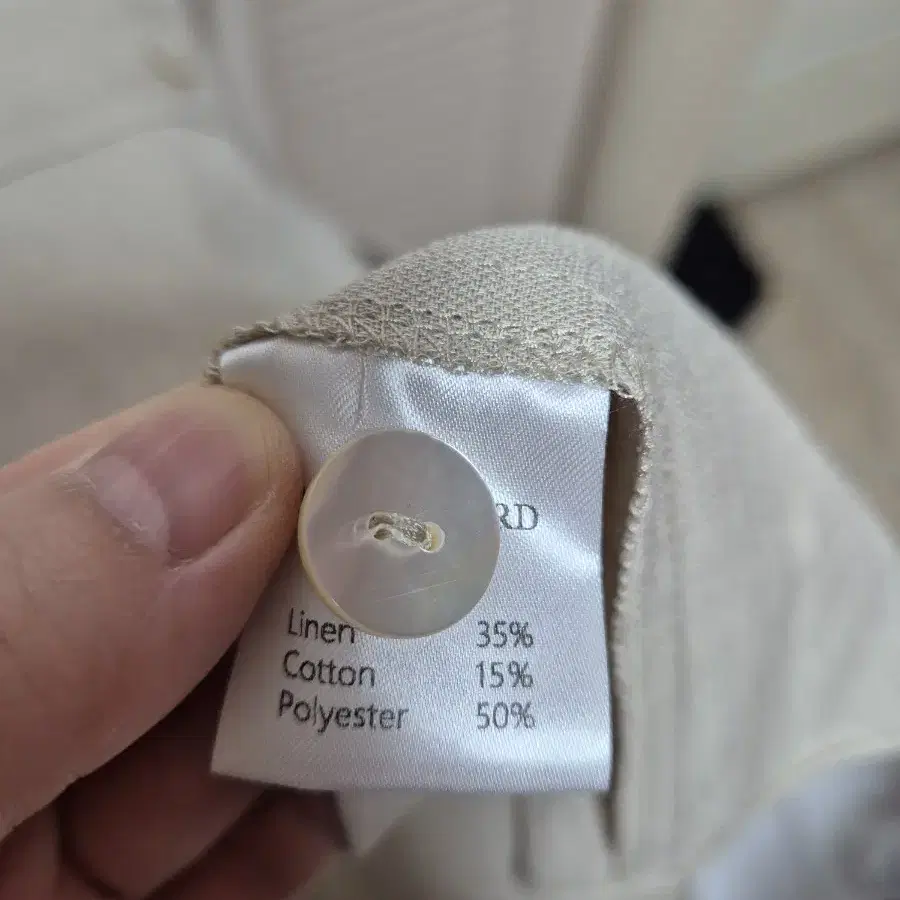 RD
Linen 35%
Cotton 15%
Polyester 50%